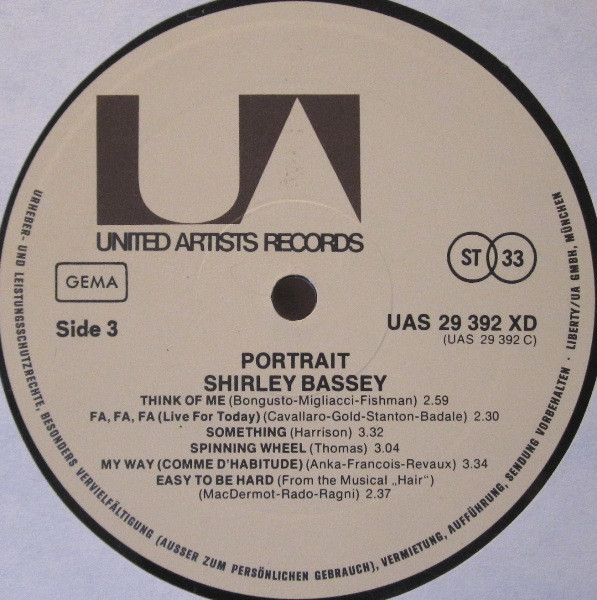 UA
UNITED ARTISTS RECORDS
GEMA
ST 33
Side 3
UAS 29 392 XD
(UAS 29 392 C)
PORTRAIT
SHIRLEY BASSEY
THINK OF ME (Bongusto-Migliacci-Fishman) 2.59
FA, FA, FA (Live For Today) (Cavallaro-Gold-Stanton-Badale) 2.30
SOMETHING (Harrison) 3.32
SPINNING WHEEL (Thomas) 3.04
MY WAY (COMME D'HABITUDE) (Anka-Francois-Revaux) 3.34
EASY TO BE HARD (From the Musical „Hair")
(MacDermot-Rado-Ragni) 2.37
URHEBER- UND LEISTUNGSSCHUTZRECHTE, BESONDERS VERVIELFÄLTIGUNG (AUSSER ZUM PERSÖNLICHEN GEBRAUCH), VERMIETUNG, AUFFÜHRUNG, SENDUNG VORBEHALTEN · LIBERTY/UA GMBH, MÜNCHEN